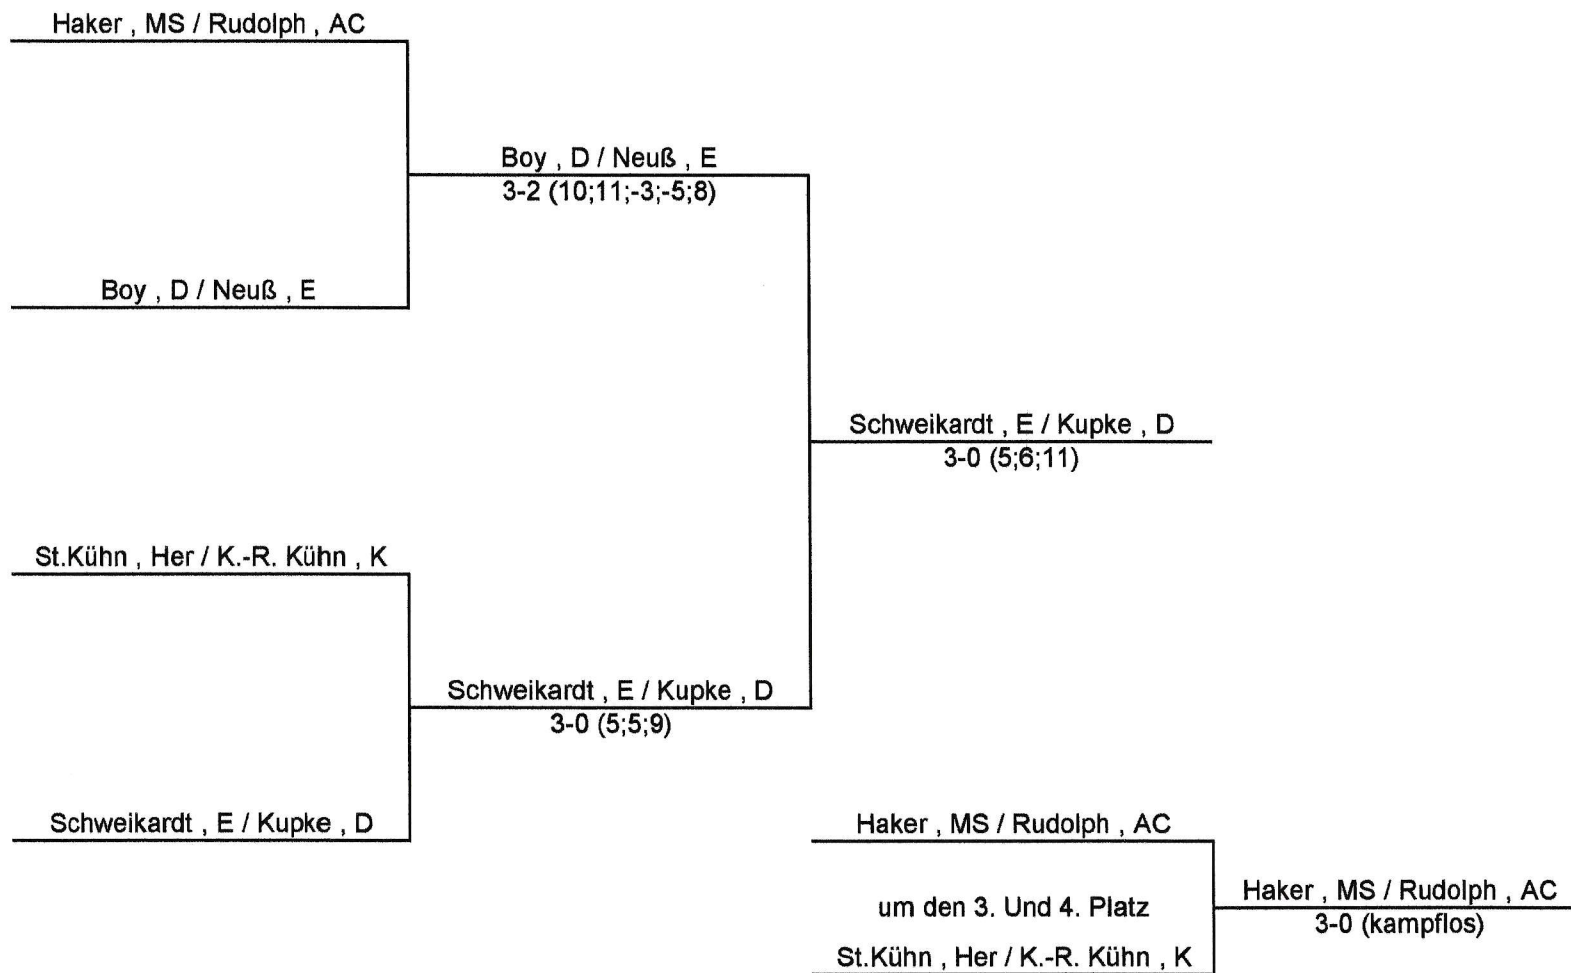 Haker , MS / Rudolph , AC
Boy , D / Neuß , E
3-2 (10;11;-3;-5;8)
Boy , D / Neuß , E
Schweikardt , E / Kupke , D
3-0 (5;6;11)
St.Kühn , Her / K.-R. Kühn , K
Schweikardt , E / Kupke , D
3-0 (5;5;9)
Schweikardt , E / Kupke , D
Haker , MS / Rudolph , AC
um den 3. Und 4. Platz
Haker , MS / Rudolph , AC
3-0 (kampflos)
St.Kühn , Her / K.-R. Kühn , K